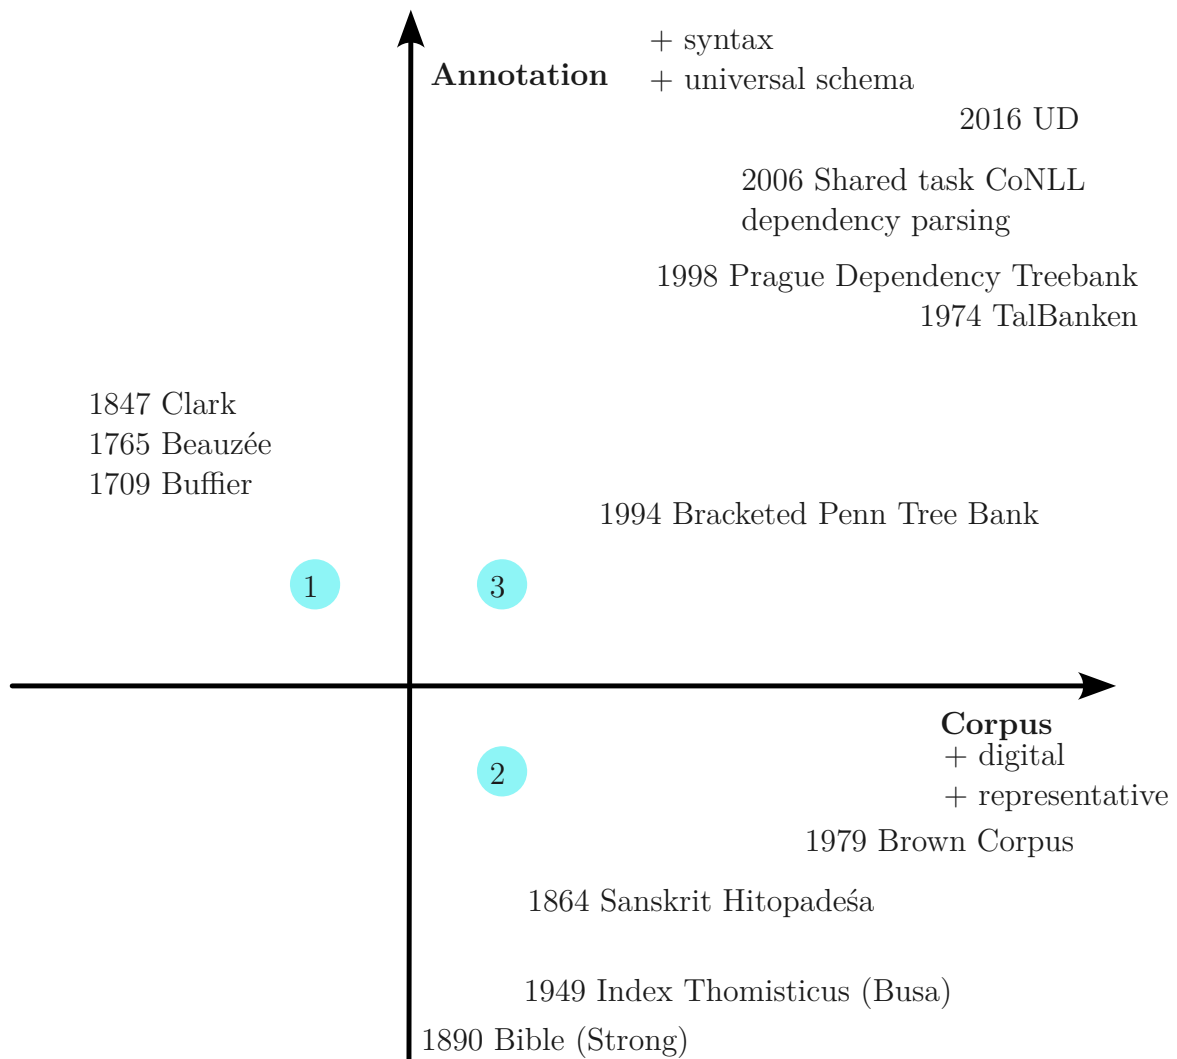 + syntax
Annotation
+ universal schema
2016 UD
2006 Shared task CoNLL
dependency parsing
1998 Prague Dependency Treebank
1974 TalBanken
1847 Clark
1765 Beauzée
1709 Buffier
1994 Bracketed Penn Tree Bank
1
3
Corpus
+ digital
2
+ representative
1979 Brown Corpus
1864 Sanskrit Hitopadeśa
1949 Index Thomisticus (Busa)
1890 Bible (Strong)